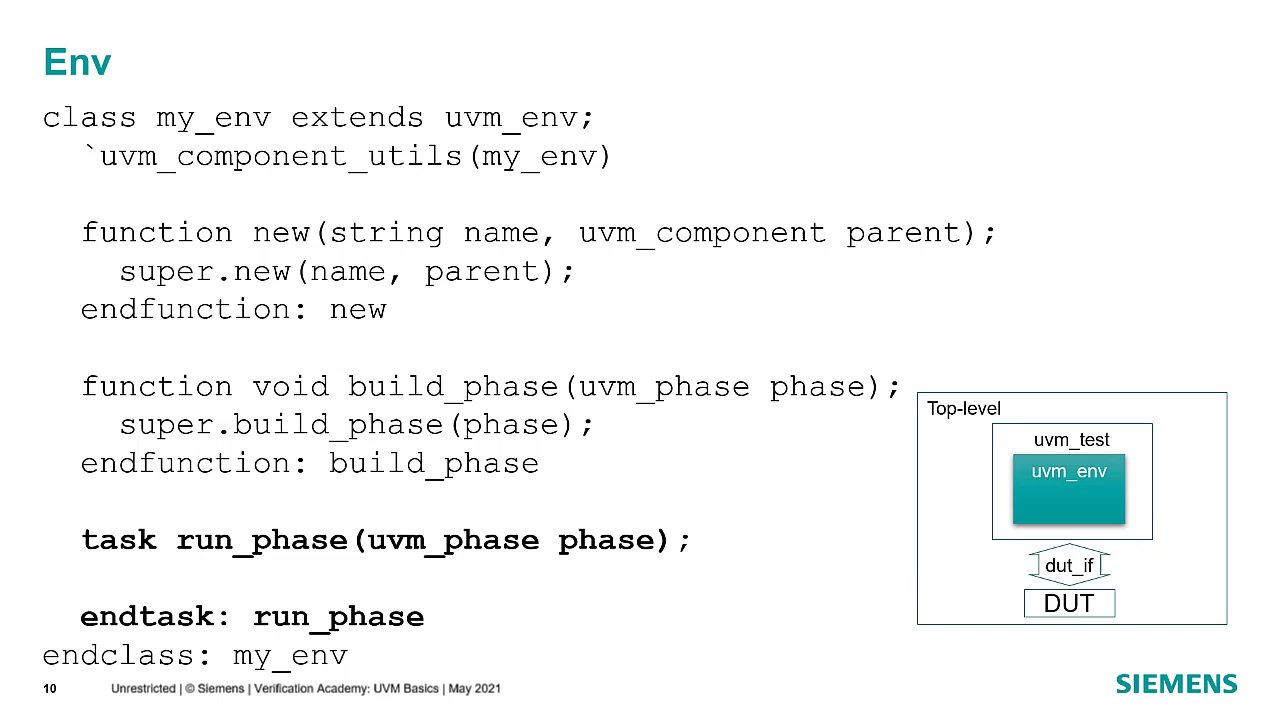 Env
class my_env extends uvm_env;
`uvm_component_utils(my_env)
function new(string name, uvm_component parent);
super.new(name, parent);
endfunction: new
function void build_phase(uvm_phase phase);
super.build_phase(phase);
endfunction: build_phase
task run_phase(uvm_phase phase);
endtask: run_phase
endclass: my_env
Top-level
uvm_test
uvm_env
dut_if
DUT
10
Unrestricted | © Siemens | Verification Academy: UVM Basics | May 2021
SIEMENS